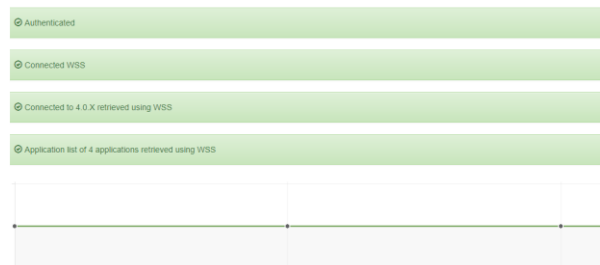 Authenticated
Connected WSS
Connected to 4.0.X retrieved using WSS
Application list of 4 applications retrieved using WSS